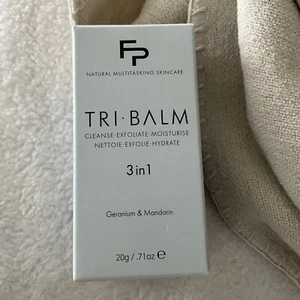 FP
NATURAL MULTITASKING SKINCARE
TRI·BALM
CLEANSE·EXFOLIATE·MOISTURISE
NETTOIE·EXFOLIE·HYDRATE
3 in 1
Geranium & Mandarin
20g / .71oz e